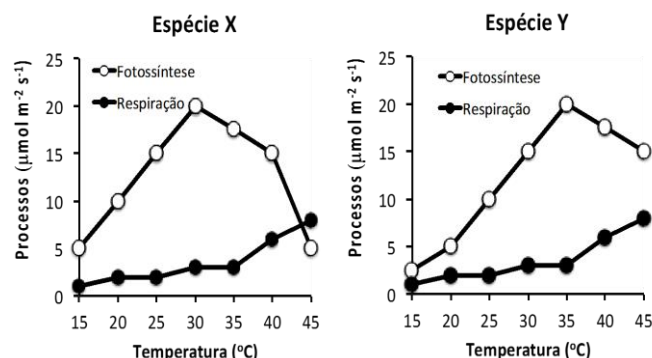 Espécie X
Fotossíntese
Respiração
Processos (µmol m⁻² s⁻¹)
25
20
15
10
5
0
15 20 25 30 35 40 45
Temperatura (ºC)
Espécie Y
Fotossíntese
Respiração
Processos (µmol m⁻² s⁻¹)
25
20
15
10
5
0
15 20 25 30 35 40 45
Temperatura (ºC)